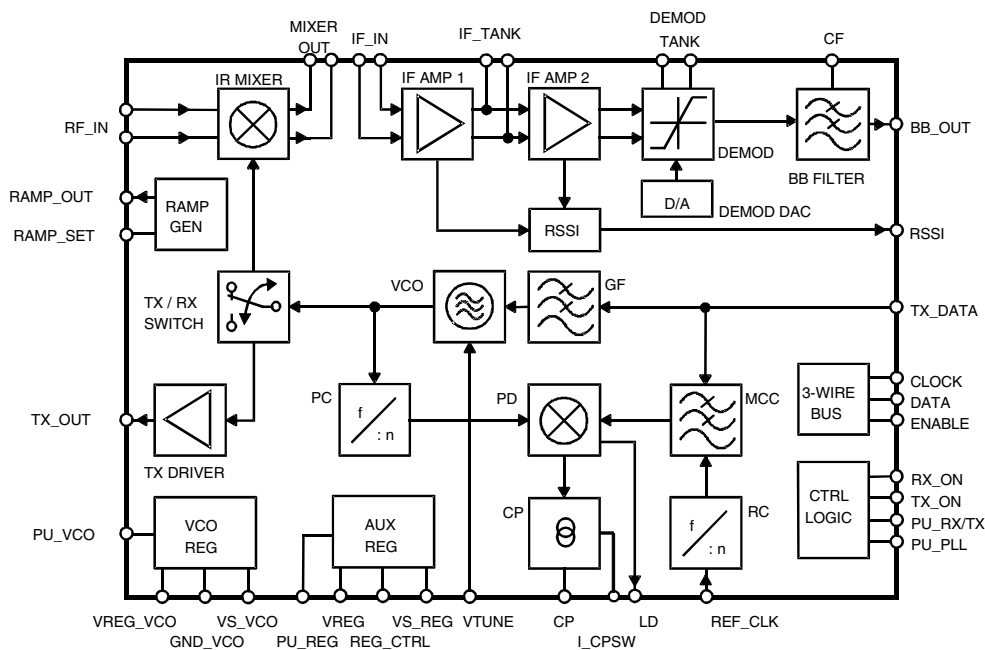 MIXER
OUT
IF_IN
IF_TANK
DEMOD
TANK
CF
IR MIXER
IF AMP 1
IF AMP 2
RF_IN
DEMOD
BB FILTER
BB_OUT
RAMP_OUT
RAMP_SET
RAMP
GEN
D/A
DEMOD DAC
RSSI
RSSI
TX / RX
SWITCH
VCO
GF
TX_DATA
TX_OUT
TX DRIVER
PC
f
: n
PD
MCC
3-WIRE
BUS
CLOCK
DATA
ENABLE
PU_VCO
VCO
REG
AUX
REG
CP
f
: n
RC
CTRL
LOGIC
RX_ON
TX_ON
PU_RX/TX
PU_PLL
VREG_VCO
GND_VCO
VS_VCO
PU_REG
VREG
REG_CTRL
VS_REG
VTUNE
CP
I_CPSW
LD
REF_CLK